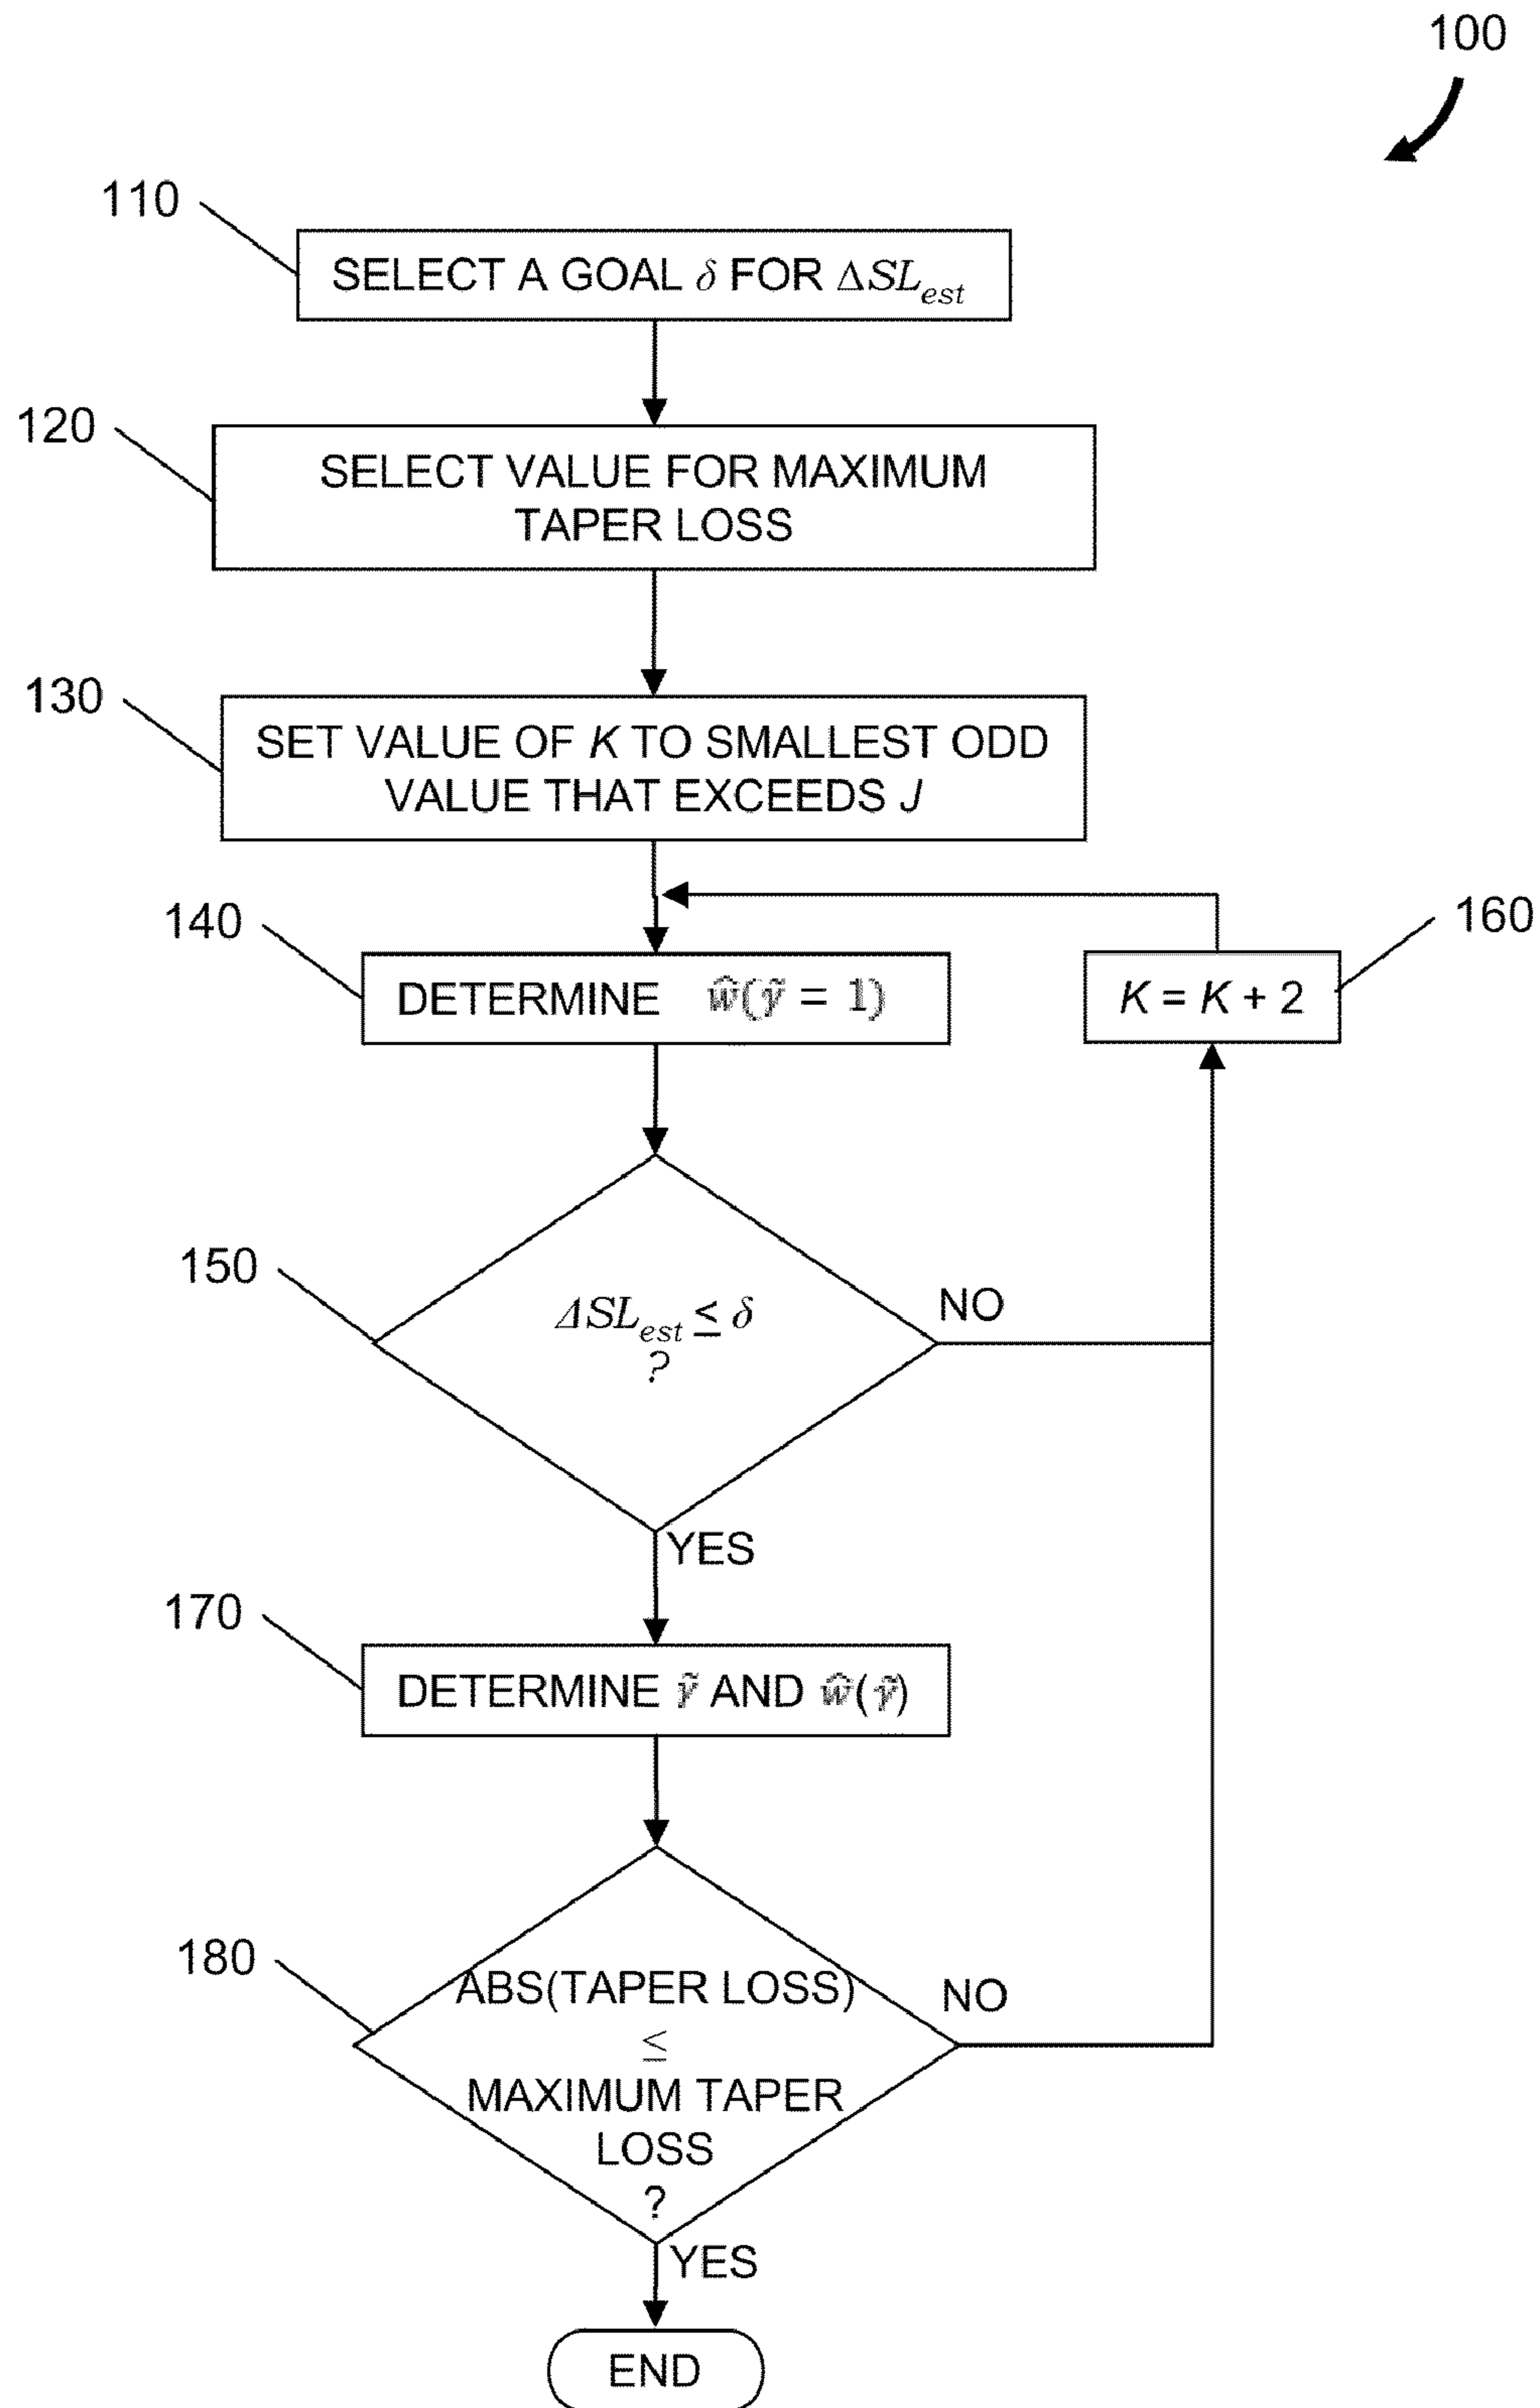 100
110
SELECT A GOAL δ FOR ΔSL_est
120
SELECT VALUE FOR MAXIMUM
TAPER LOSS
130
SET VALUE OF K TO SMALLEST ODD
VALUE THAT EXCEEDS J
140
DETERMINE ŵ(γ̃ = 1)
160
K = K + 2
150
ΔSL_est ≤ δ
?
NO
YES
170
DETERMINE γ̃ AND ŵ(γ̃)
180
ABS(TAPER LOSS)
≤
MAXIMUM TAPER
LOSS
?
NO
YES
END